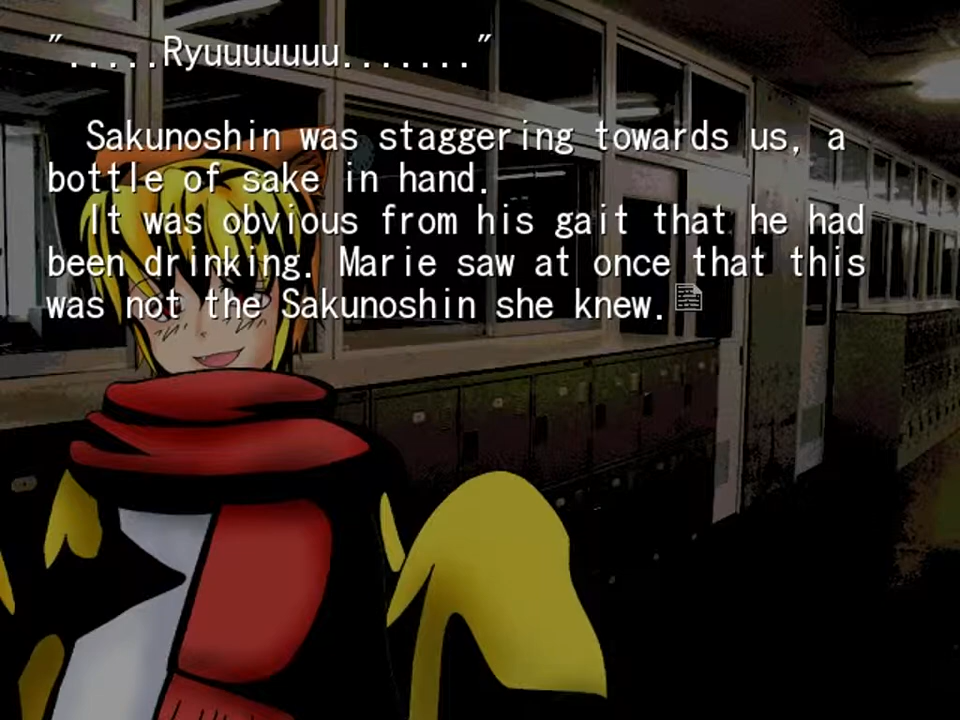 ".....Ryuuuuuuu......."
Sakunoshin was staggering towards us, a
bottle of sake in hand.
It was obvious from his gait that he had
been drinking. Marie saw at once that this
was not the Sakunoshin she knew.